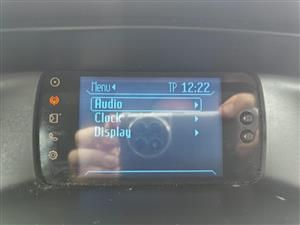 Menu
TP 12:22
Audio
Clock
Display